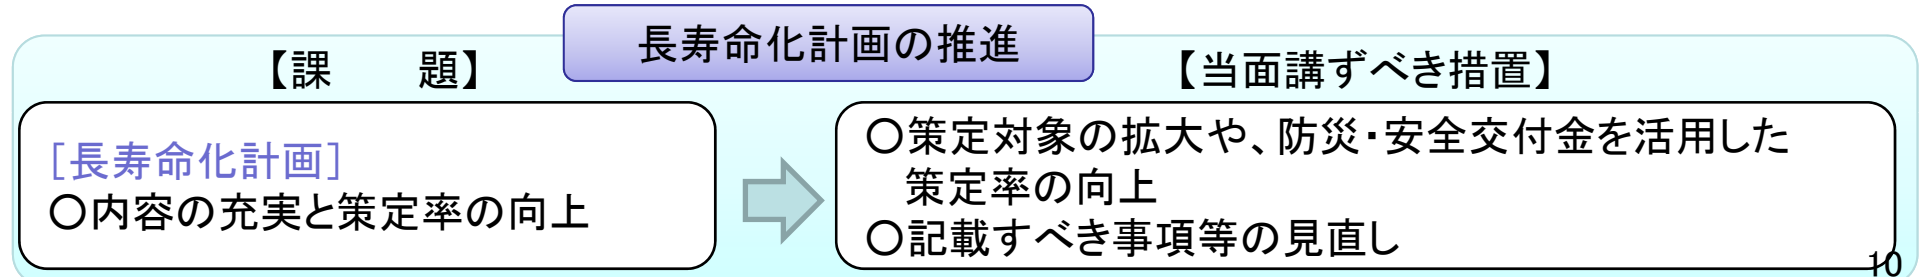 長寿命化計画の推進
【課　　題】
[長寿命化計画]
〇内容の充実と策定率の向上
【当面講ずべき措置】
〇策定対象の拡大や、防災・安全交付金を活用した
策定率の向上
〇記載すべき事項等の見直し
10